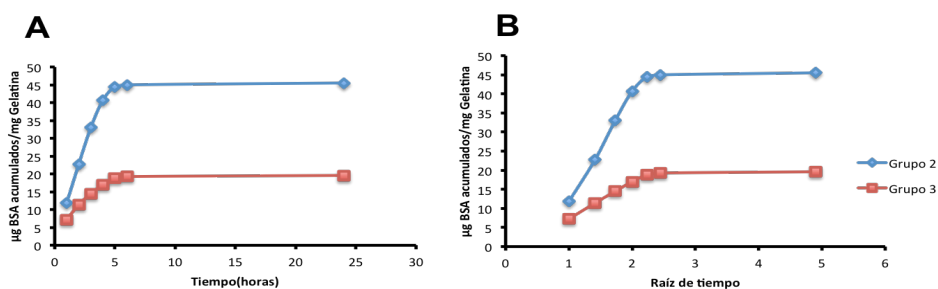 A
µg BSA acumulados/mg Gelatina
50
45
40
35
30
25
20
15
10
5
0
0 5 10 15 20 25 30
Tiempo(horas)
B
µg BSA acumulados/mg Gelatina
50
45
40
35
30
25
20
15
10
5
0
0 1 2 3 4 5 6
Raíz de tiempo
Grupo 2
Grupo 3